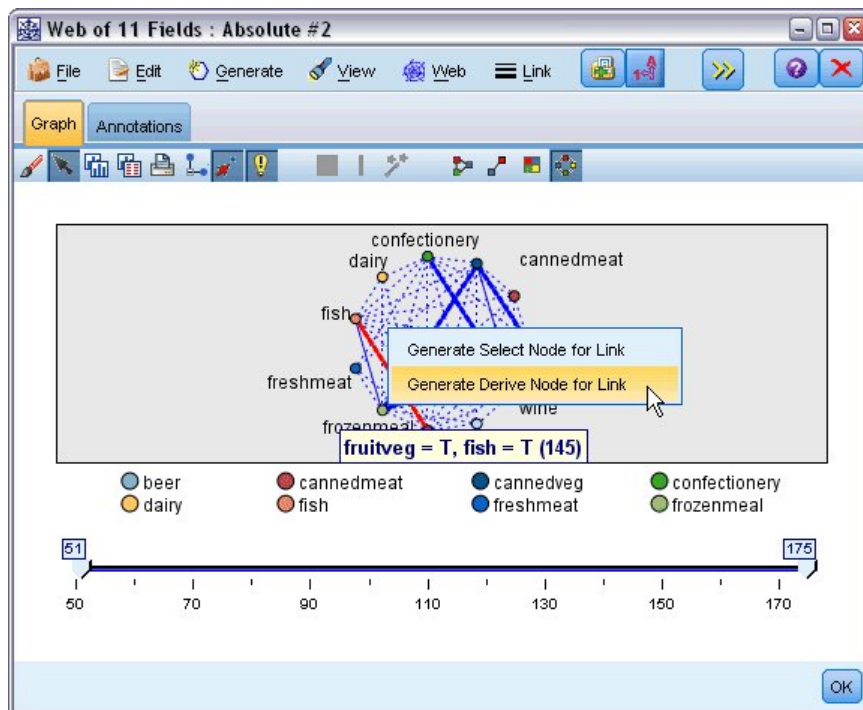 Web of 11 Fields : Absolute #2
File Edit Generate View Web Link
Graph Annotations
confectionery
dairy cannedmeat
fish
Generate Select Node for Link
freshmeat Generate Derive Node for Link
wine
frozenmeal
fruitveg = T, fish = T (145)
beer cannedmeat cannedveg confectionery
dairy fish freshmeat frozenmeal
51 175
50 70 90 110 130 150 170
OK